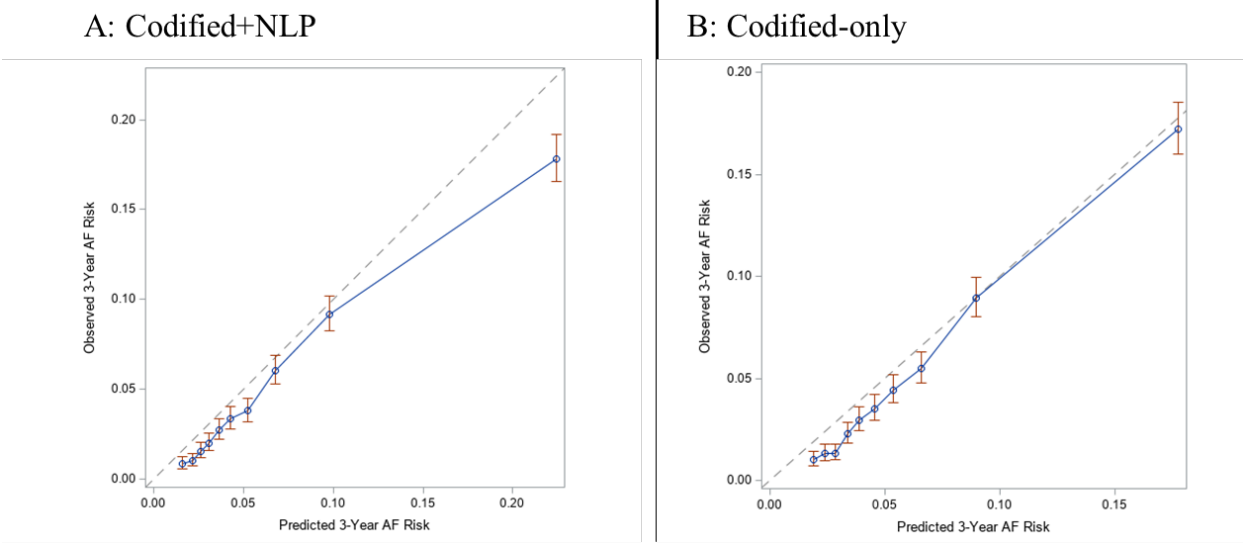 A: Codified+NLP
0.20
0.15
0.10
0.05
0.00
Observed 3-Year AF Risk
0.00 0.05 0.10 0.15 0.20
Predicted 3-Year AF Risk
B: Codified-only
0.20
0.15
0.10
0.05
0.00
Observed 3-Year AF Risk
0.00 0.05 0.10 0.15
Predicted 3-Year AF Risk